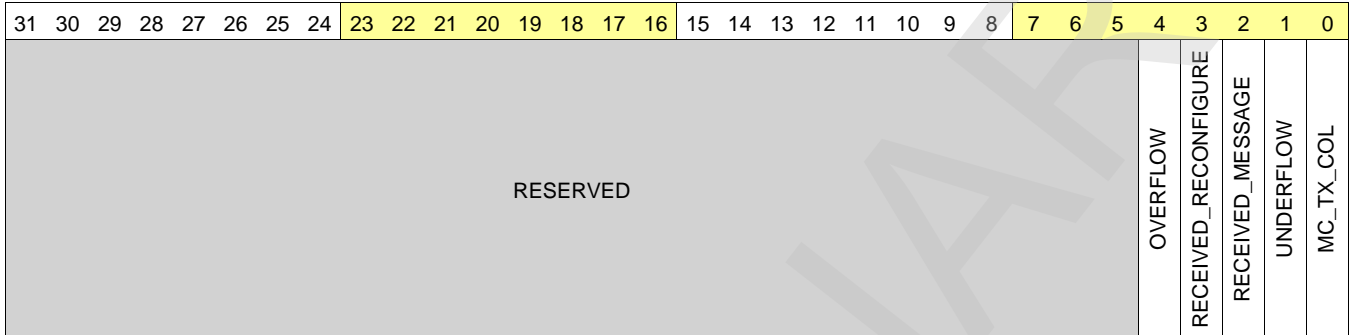 31 30 29 28 27 26 25 24 23 22 21 20 19 18 17 16 15 14 13 12 11 10 9 8 7 6 5 4 3 2 1 0
RESERVED
OVERFLOW
RECEIVED_RECONFIGURE
RECEIVED_MESSAGE
UNDERFLOW
MC_TX_COL